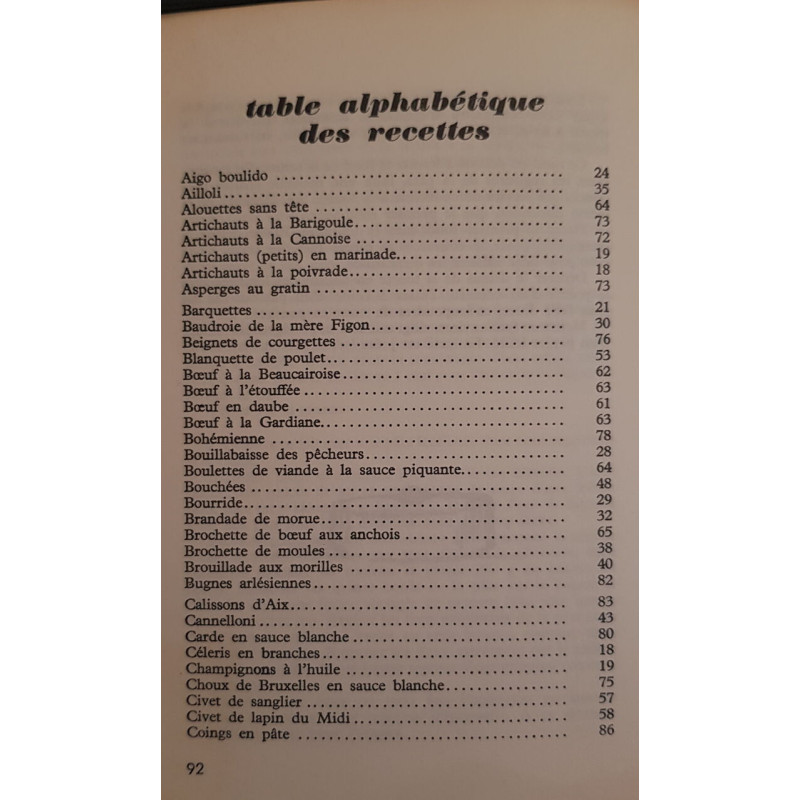 table alphabétique
des recettes
Aigo boulido ........................................ 24
Ailloli ........................................ 35
Alouettes sans tête ........................................ 64
Artichauts à la Barigoule ........................................ 73
Artichauts à la Cannoise ........................................ 72
Artichauts (petits) en marinade ........................................ 19
Artichauts à la poivrade ........................................ 18
Asperges au gratin ........................................ 73
Barquettes ........................................ 21
Baudroie de la mère Figon ........................................ 30
Beignets de courgettes ........................................ 76
Blanquette de poulet ........................................ 53
Bœuf à la Beaucairoise ........................................ 62
Bœuf à l'étouffée ........................................ 63
Bœuf en daube ........................................ 61
Bœuf à la Gardiane ........................................ 63
Bohémienne ........................................ 78
Bouillabaisse des pêcheurs ........................................ 28
Boulettes de viande à la sauce piquante ........................................ 64
Bouchées ........................................ 48
Bourride ........................................ 29
Brandade de morue ........................................ 32
Brochette de bœuf aux anchois ........................................ 65
Brochette de moules ........................................ 38
Brouillade aux morilles ........................................ 40
Bugnes arlésiennes ........................................ 82
Calissons d'Aix ........................................ 83
Cannelloni ........................................ 43
Carde en sauce blanche ........................................ 80
Céleris en branches ........................................ 18
Champignons à l'huile ........................................ 19
Choux de Bruxelles en sauce blanche ........................................ 75
Civet de sanglier ........................................ 57
Civet de lapin du Midi ........................................ 58
Coings en pâte ........................................ 86
92